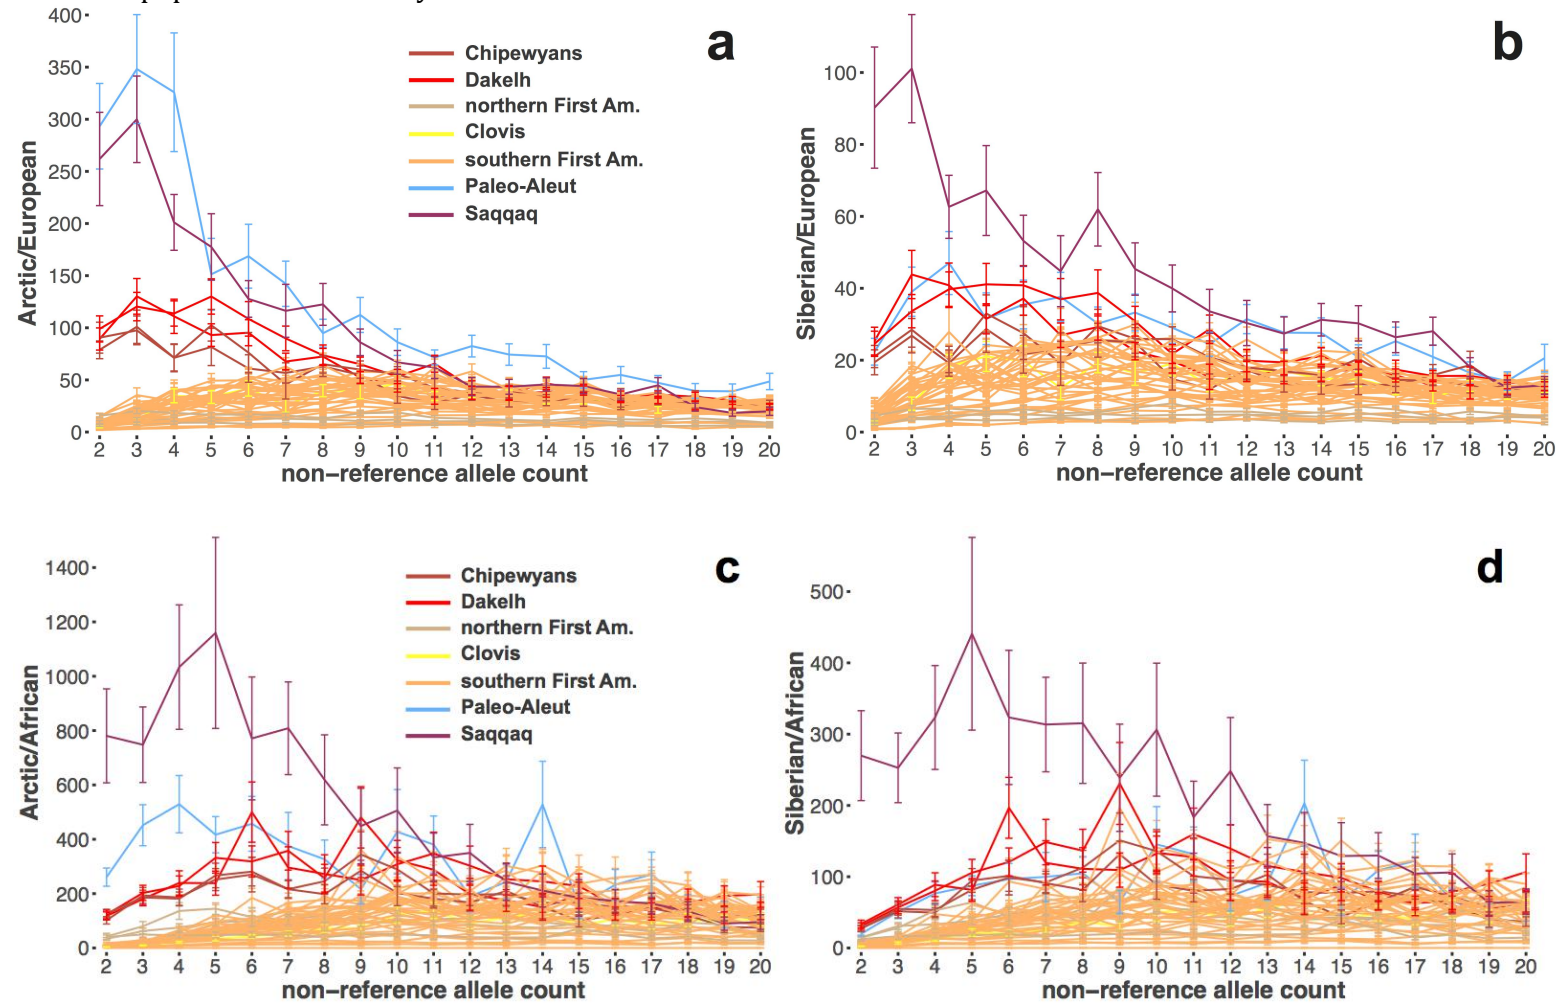 a
400
350
300
250
200
150
100
50
0
Arctic/European
Chipewyans
Dakelh
northern First Am.
Clovis
southern First Am.
Paleo-Aleut
Saqqaq
2 3 4 5 6 7 8 9 10 11 12 13 14 15 16 17 18 19 20
non–reference allele count
b
100
80
60
40
20
0
Siberian/European
2 3 4 5 6 7 8 9 10 11 12 13 14 15 16 17 18 19 20
non–reference allele count
c
1400
1200
1000
800
600
400
200
0
Arctic/African
Chipewyans
Dakelh
northern First Am.
Clovis
southern First Am.
Paleo-Aleut
Saqqaq
2 3 4 5 6 7 8 9 10 11 12 13 14 15 16 17 18 19 20
non–reference allele count
d
500
400
300
200
100
0
Siberian/African
2 3 4 5 6 7 8 9 10 11 12 13 14 15 16 17 18 19 20
non–reference allele count